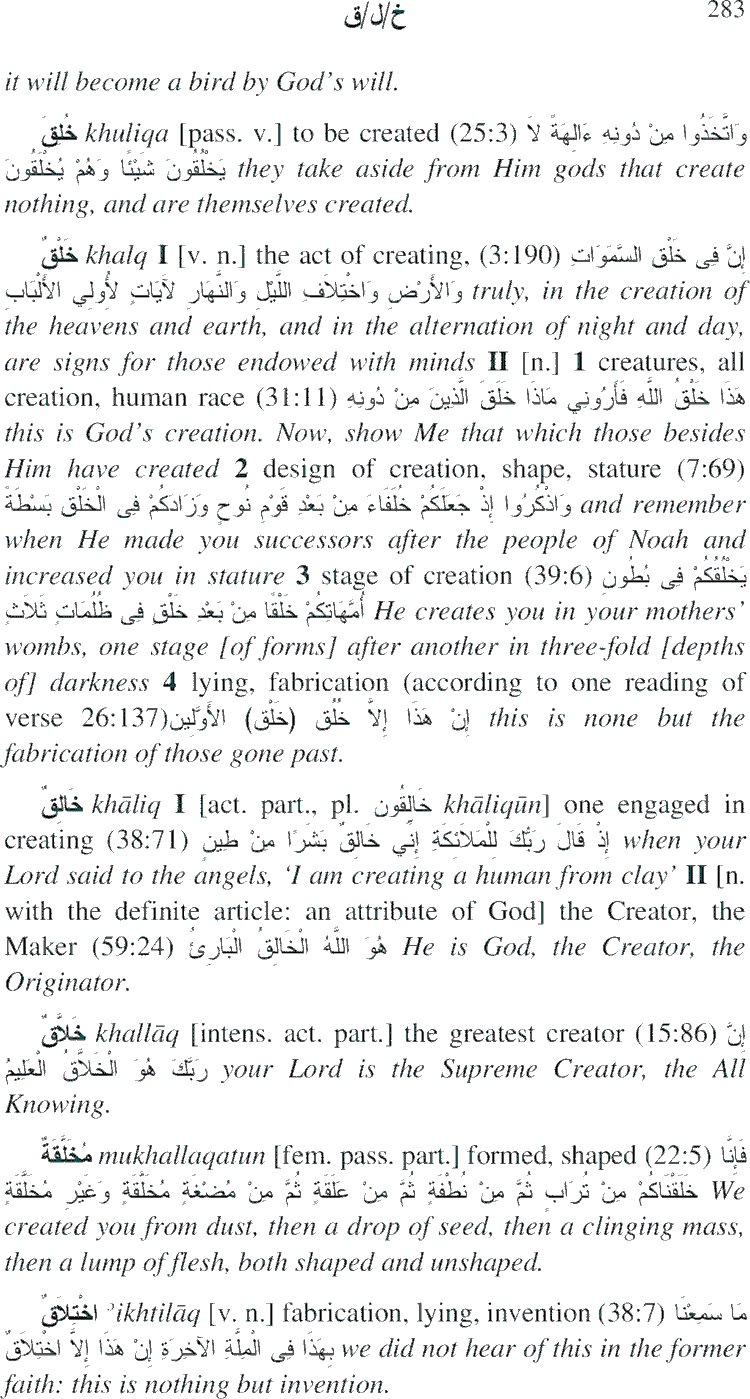 خ/ل/ق 283
it will become a bird by God's will.
خُلِقَ khuliqa [pass. v.] to be created (25:3) وَاتَّخَذُوا مِنْ دُونِهِ ءَالِهَةً لاَ
يَخْلُقُونَ شَيْئًا وَهُمْ يُخْلَقُونَ they take aside from Him gods that create
nothing, and are themselves created.
خَلْقٌ khalq I [v. n.] the act of creating, (3:190) إِنَّ فِى خَلْقِ السَّمَوَاتِ
وَالأَرْضِ وَاخْتِلاَفِ اللَّيْلِ وَالنَّهَارِ لآيَاتٍ لأُولِي الأَلْبَابِ truly, in the creation of
the heavens and earth, and in the alternation of night and day,
are signs for those endowed with minds II [n.] 1 creatures, all
creation, human race (31:11) هَذَا خَلْقُ اللَّهِ فَأَرُونِي مَاذَا خَلَقَ الَّذِينَ مِنْ دُونِهِ
this is God's creation. Now, show Me that which those besides
Him have created 2 design of creation, shape, stature (7:69)
وَاذْكُرُوا إِذْ جَعَلَكُمْ خُلَفَاءَ مِنْ بَعْدِ قَوْمِ نُوحٍ وَزَادَكُمْ فِى الْخَلْقِ بَسْطَةً and remember
when He made you successors after the people of Noah and
increased you in stature 3 stage of creation (39:6) يَخْلُقُكُمْ فِى بُطُونِ
أُمَّهَاتِكُمْ خَلْقًا مِنْ بَعْدِ خَلْقٍ فِى ظُلُمَاتٍ ثَلاَثٍ He creates you in your mothers'
wombs, one stage [of forms] after another in three-fold [depths
of] darkness 4 lying, fabrication (according to one reading of
verse 26:137) إِنْ هَذَا إِلاَّ خُلُق (خَلْق) الأَوَّلِين this is none but the
fabrication of those gone past.
خَالِقٌ khāliq I [act. part., pl. خَالِقُون khāliqūn] one engaged in
creating (38:71) إِذْ قَالَ رَبُّكَ لِلْمَلاَئِكَةِ إِنِّي خَالِقٌ بَشَرًا مِنْ طِينٍ when your
Lord said to the angels, 'I am creating a human from clay' II [n.
with the definite article: an attribute of God] the Creator, the
Maker (59:24) هُوَ اللَّهُ الْخَالِقُ الْبَارِئُ He is God, the Creator, the
Originator.
خَلاَّقٌ khallāq [intens. act. part.] the greatest creator (15:86) إِنَّ
رَبَّكَ هُوَ الْخَلاَّقُ الْعَلِيمُ your Lord is the Supreme Creator, the All
Knowing.
مُخَلَّقَةٌ mukhallaqatun [fem. pass. part.] formed, shaped (22:5) فَإِنَّا
خَلَقْنَاكُمْ مِنْ تُرَابٍ ثُمَّ مِنْ نُطْفَةٍ ثُمَّ مِنْ عَلَقَةٍ ثُمَّ مِنْ مُضْغَةٍ مُخَلَّقَةٍ وَغَيْرِ مُخَلَّقَةٍ We
created you from dust, then a drop of seed, then a clinging mass,
then a lump of flesh, both shaped and unshaped.
اخْتِلاَقٌ ʾikhtilāq [v. n.] fabrication, lying, invention (38:7) مَا سَمِعْنَا
بِهَذَا فِى الْمِلَّةِ الآخِرَةِ إِنْ هَذَا إِلاَّ اخْتِلاَقٌ we did not hear of this in the former
faith: this is nothing but invention.